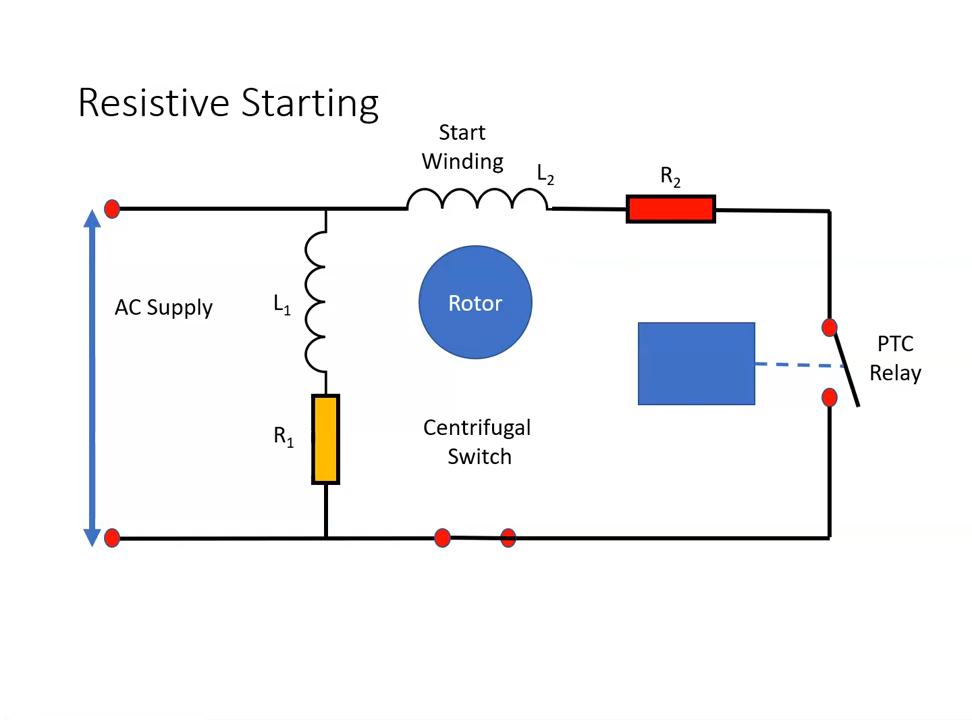 Resistive Starting
Start
Winding
L₂
R₂
AC Supply
L₁
Rotor
PTC
Relay
R₁
Centrifugal
Switch